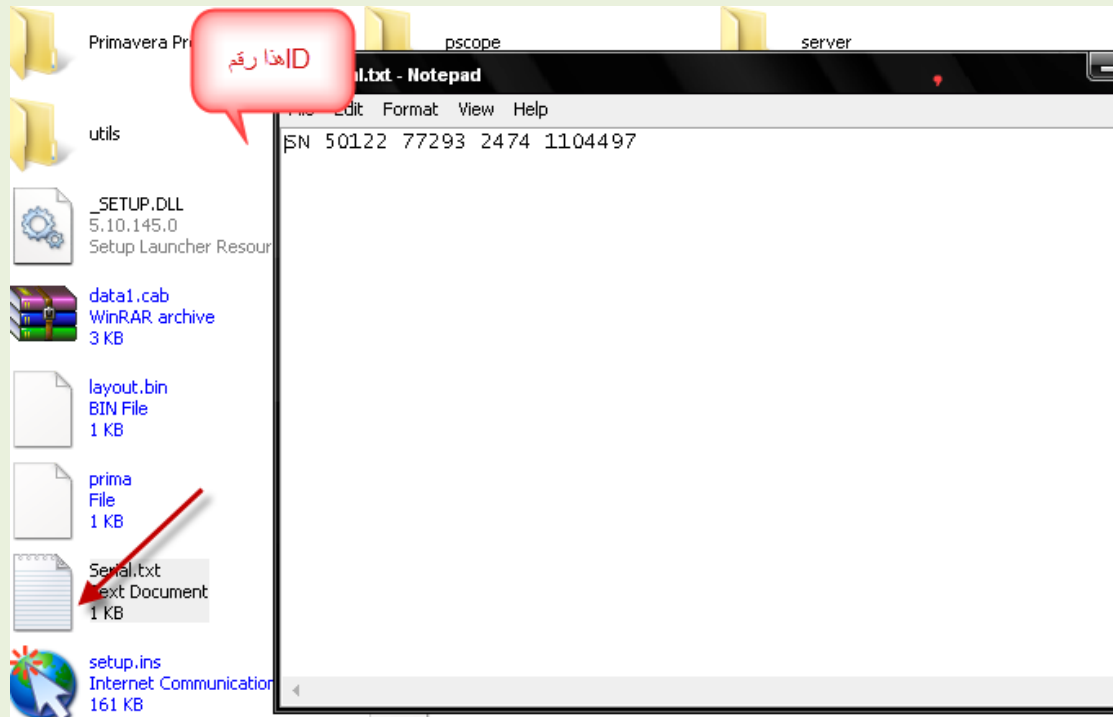 Primavera Pr
pscope
server
هذا رقم ID
l.txt - Notepad
File Edit Format View Help
SN 50122 77293 2474 1104497
utils
_SETUP.DLL
5.10.145.0
Setup Launcher Resour
data1.cab
WinRAR archive
3 KB
layout.bin
BIN File
1 KB
prima
File
1 KB
Serial.txt
Text Document
1 KB
setup.ins
Internet Communication
161 KB